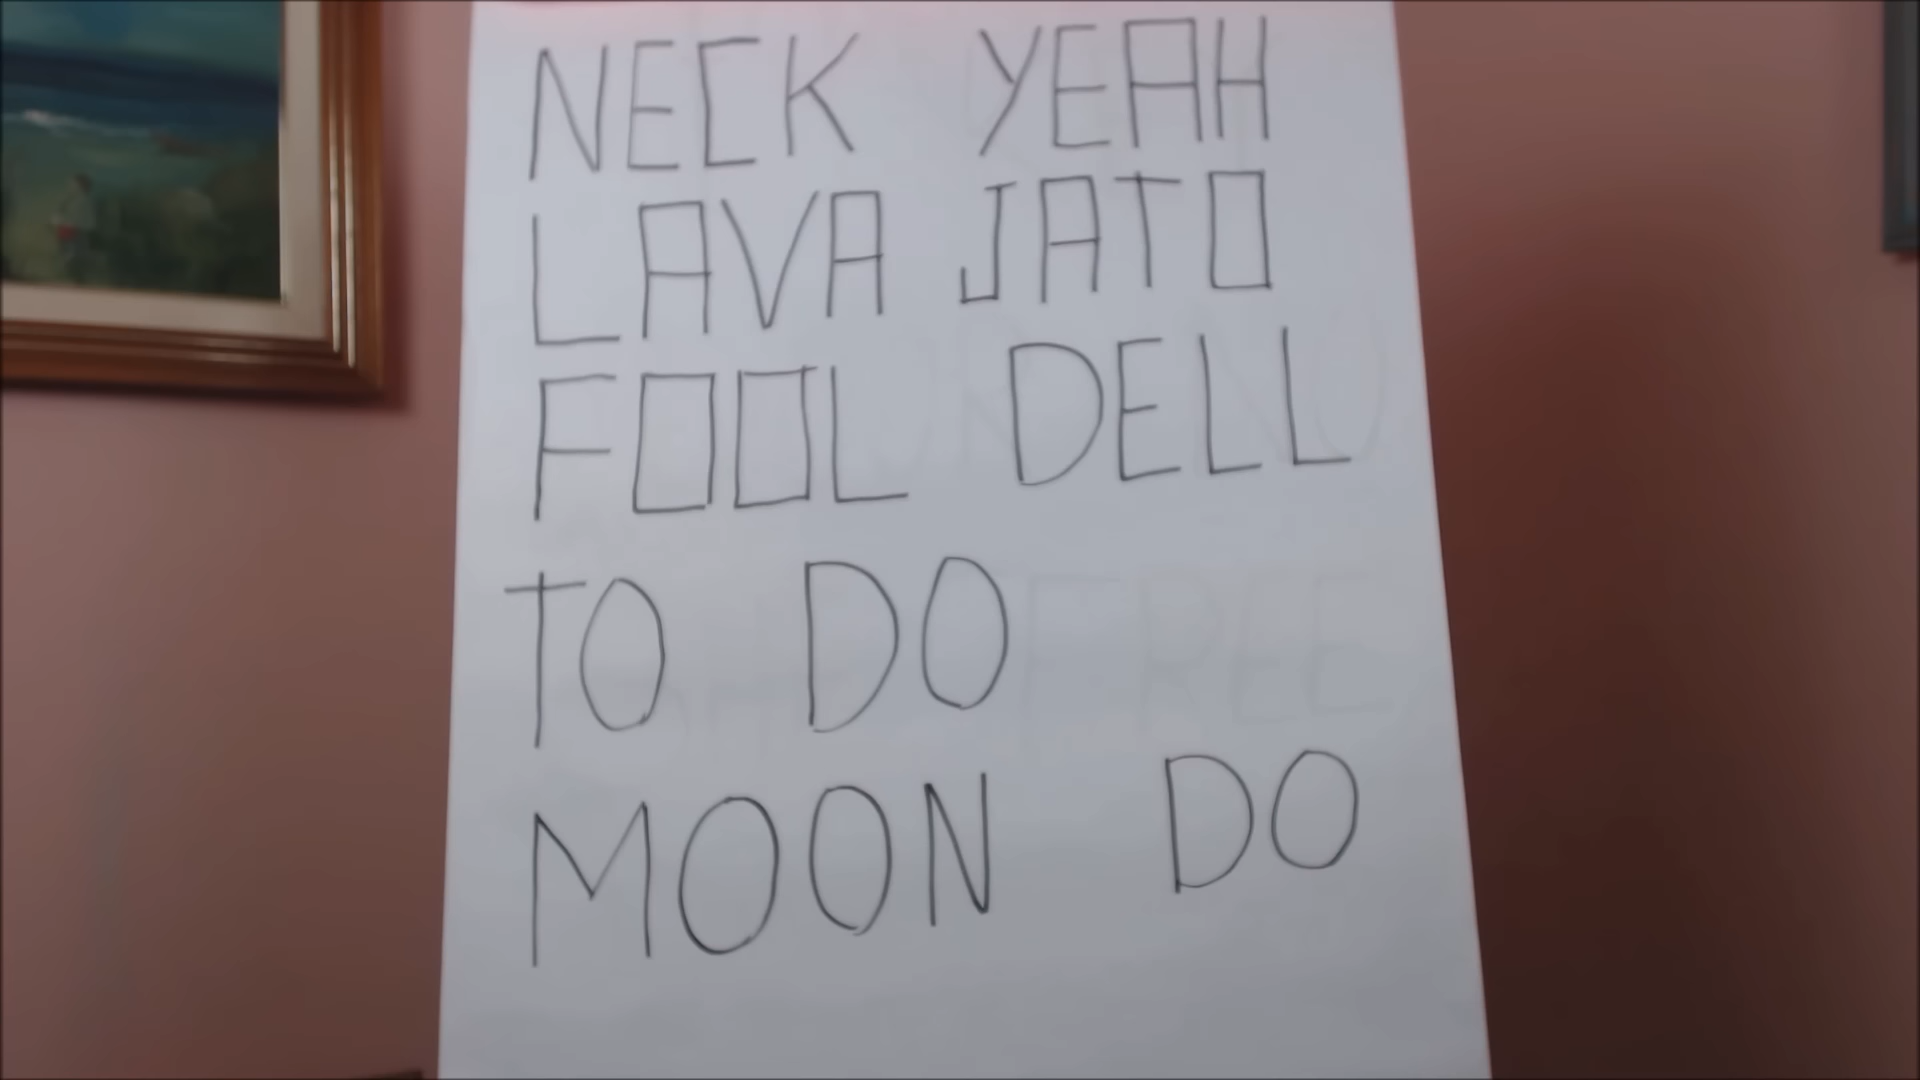 NECK YEAH
LAVA JATO
FOOL DELL
TO DO
MOON DO